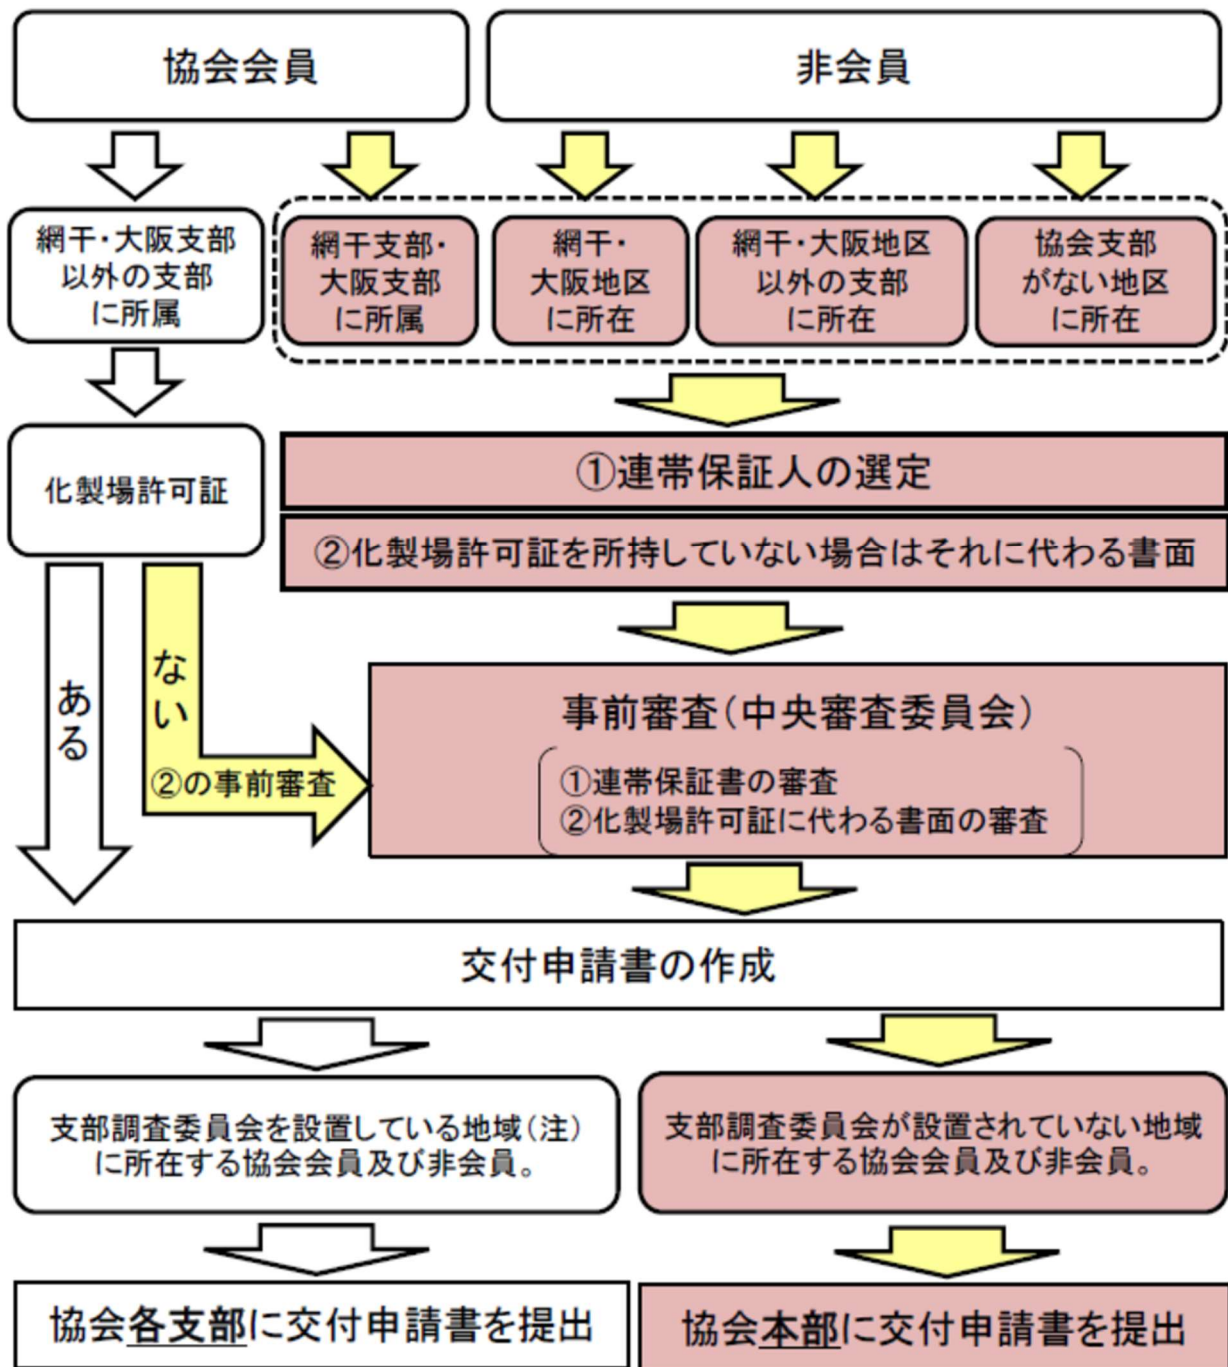 協会会員
非会員
網干・大阪支部
以外の支部
に所属
網干支部・
大阪支部
に所属
網干・
大阪地区
に所在
網干・大阪地区
以外の支部
に所在
協会支部
がない地区
に所在
化製場許可証
①連帯保証人の選定
②化製場許可証を所持していない場合はそれに代わる書面
ある
ない
②の事前審査
事前審査(中央審査委員会)
①連帯保証書の審査
②化製場許可証に代わる書面の審査
交付申請書の作成
支部調査委員会を設置している地域(注)
に所在する協会会員及び非会員。
支部調査委員会が設置されていない地域
に所在する協会会員及び非会員。
協会各支部に交付申請書を提出
協会本部に交付申請書を提出